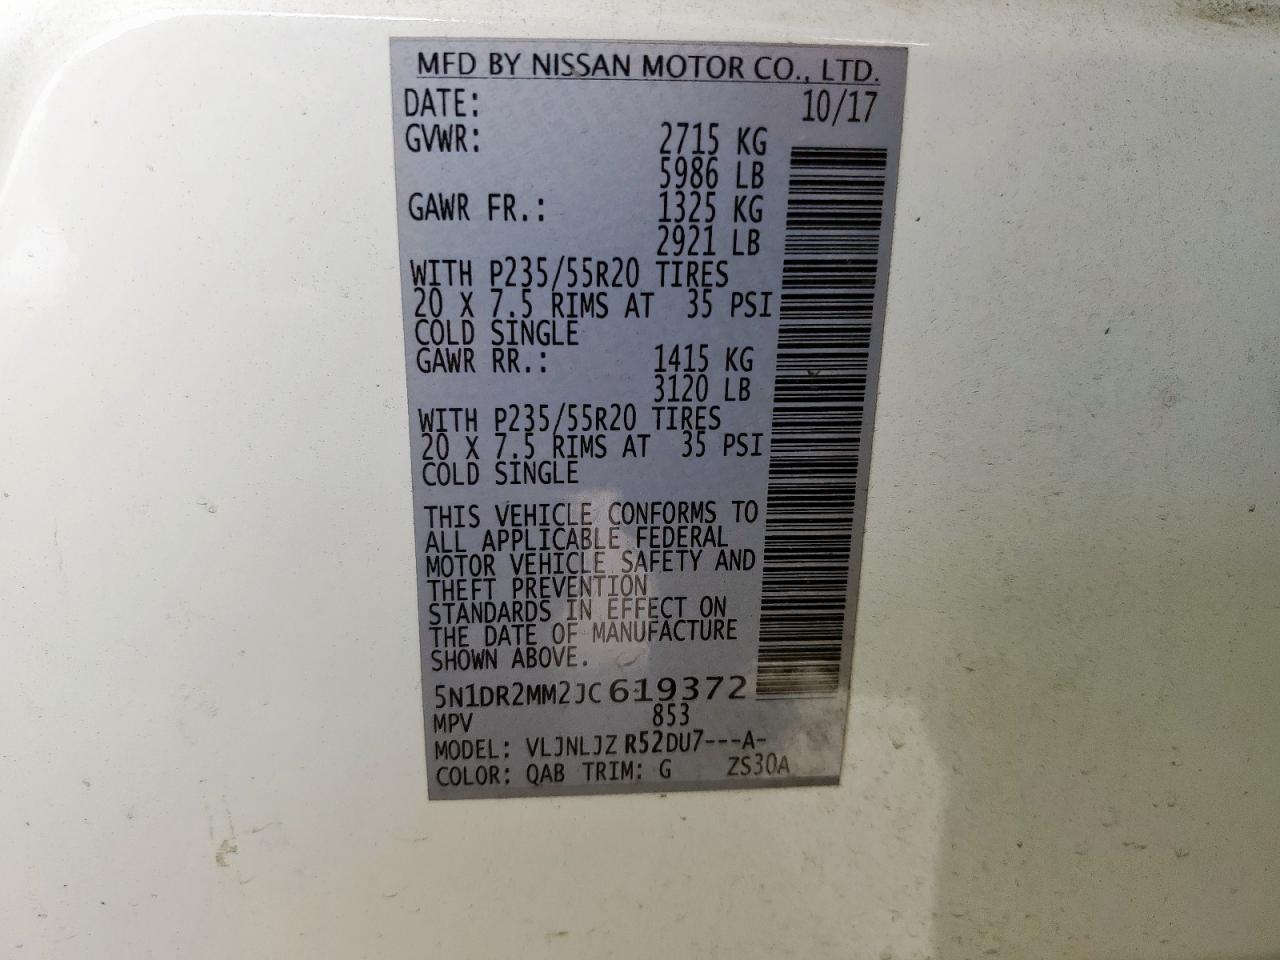 MFD BY NISSAN MOTOR CO., LTD.
DATE: 10/17
GVWR: 2715 KG
5986 LB
GAWR FR.: 1325 KG
2921 LB
WITH P235/55R20 TIRES
20 X 7.5 RIMS AT 35 PSI
COLD SINGLE
GAWR RR.: 1415 KG
3120 LB
WITH P235/55R20 TIRES
20 X 7.5 RIMS AT 35 PSI
COLD SINGLE
THIS VEHICLE CONFORMS TO
ALL APPLICABLE FEDERAL
MOTOR VEHICLE SAFETY AND
THEFT PREVENTION
STANDARDS IN EFFECT ON
THE DATE OF MANUFACTURE
SHOWN ABOVE.
5N1DR2MM2JC619372
MPV 853
MODEL: VLJNLJZ R52DU7---A-
COLOR: QAB TRIM: G ZS30A